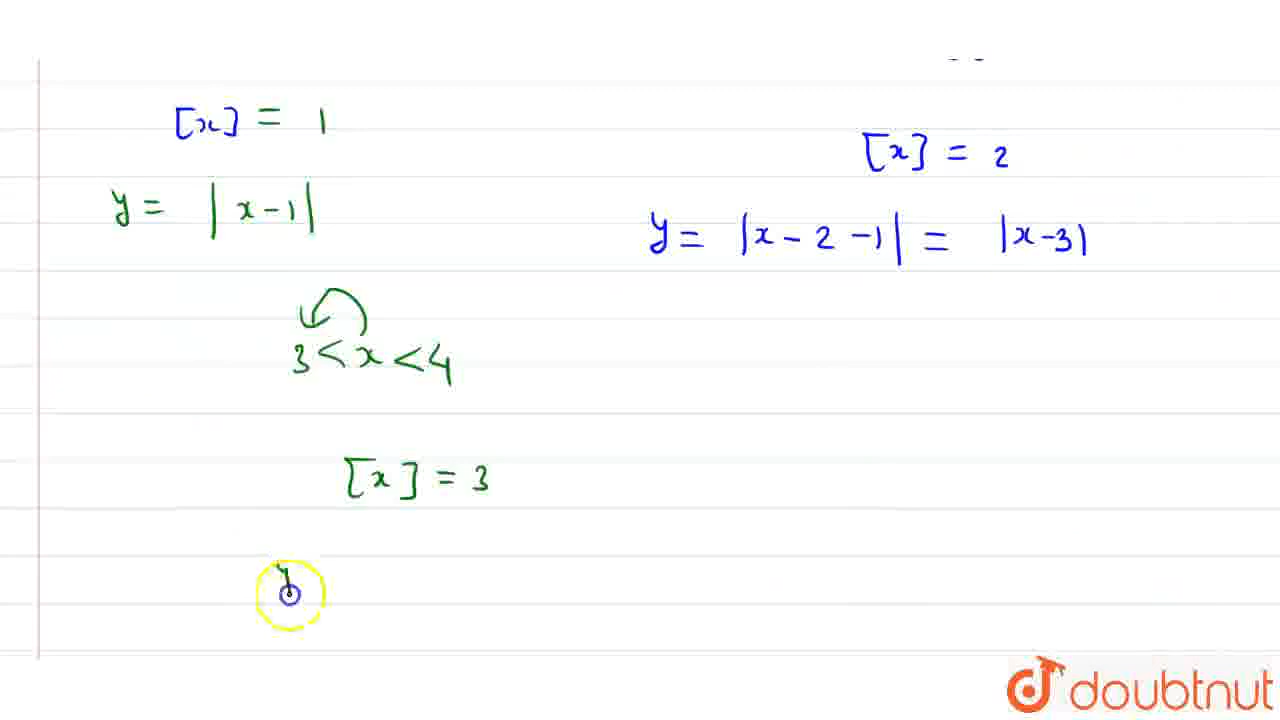 [x] = 1
y = |x-1|
3 < x < 4
[x] = 3
y
[x] = 2
y = |x - 2 - 1| = |x-3|
doubtnut